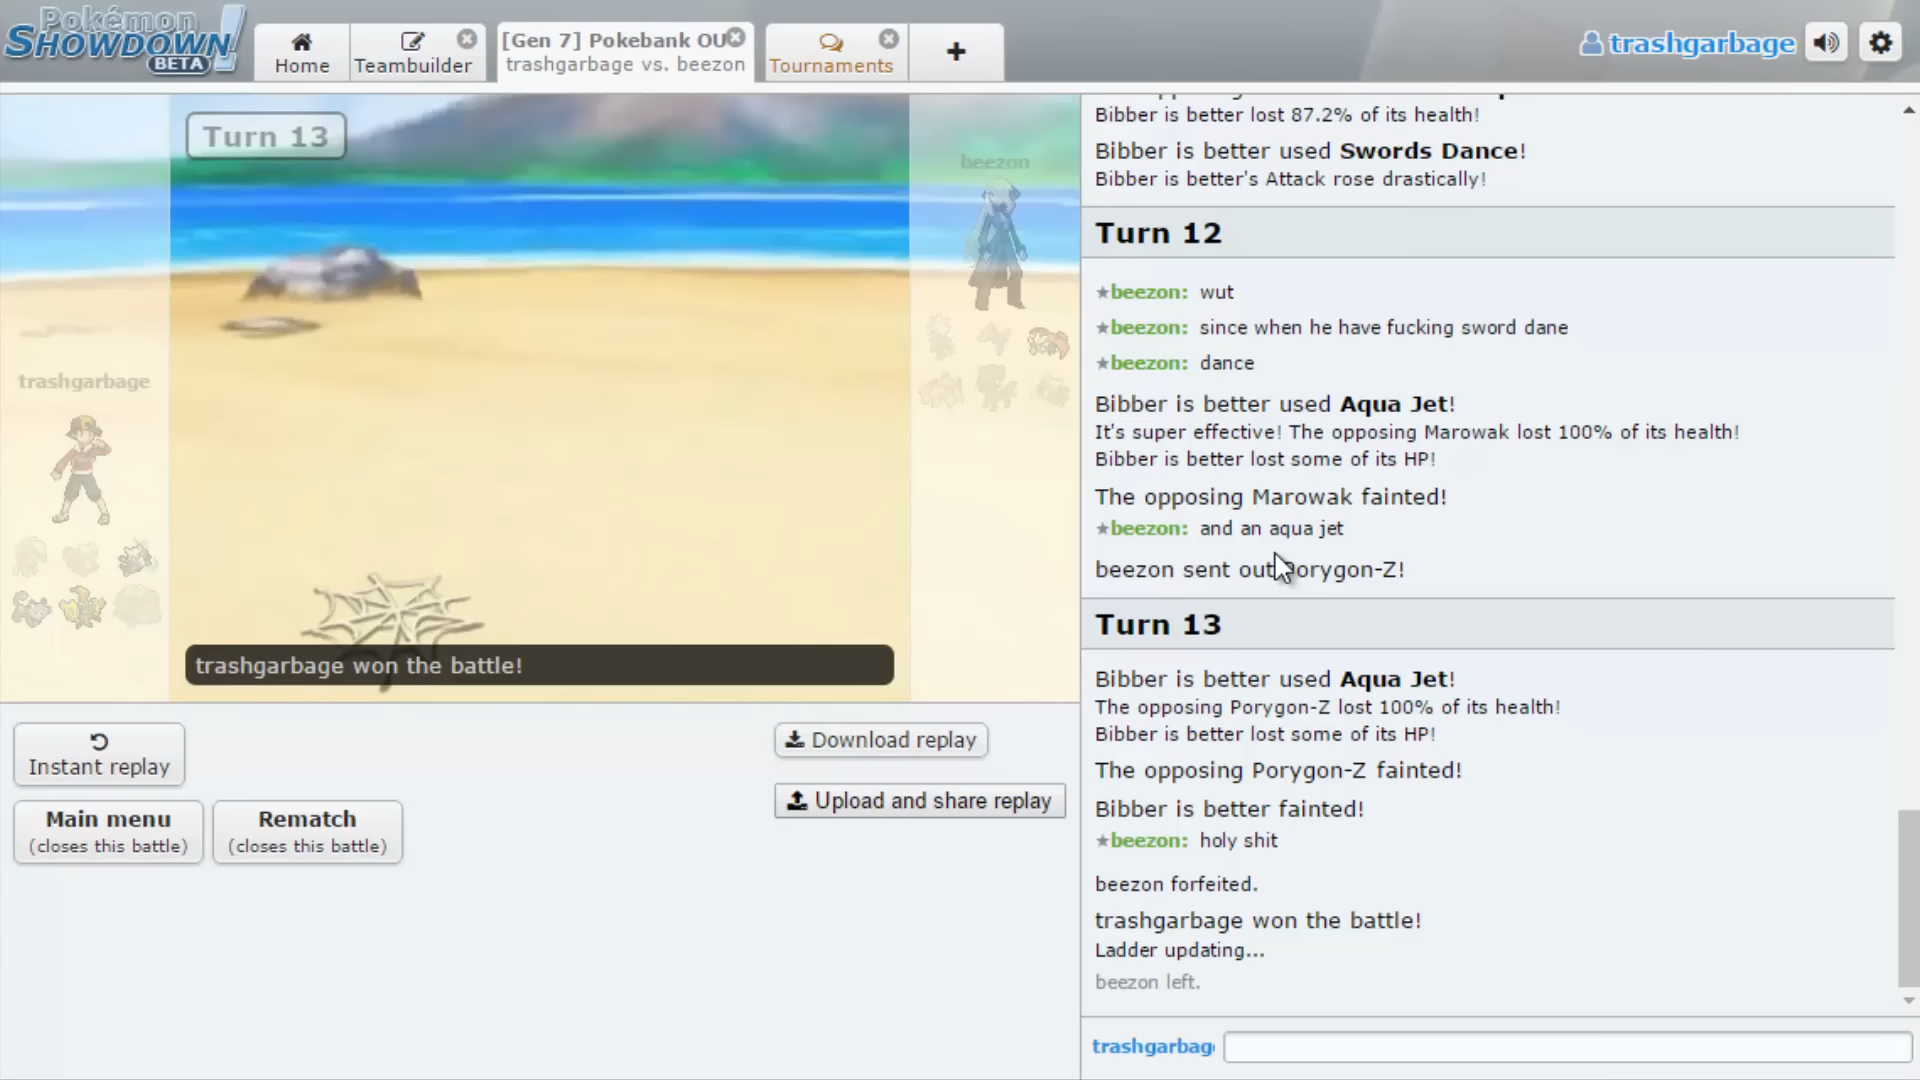 Pokémon
SHOWDOWN!
BETA
Home
Teambuilder
[Gen 7] Pokebank OU
trashgarbage vs. beezon
Tournaments
trashgarbage
Turn 13
beezon
trashgarbage
trashgarbage won the battle!
Instant replay
Download replay
Upload and share replay
Main menu
(closes this battle)
Rematch
(closes this battle)
Bibber is better lost 87.2% of its health!
Bibber is better used Swords Dance!
Bibber is better's Attack rose drastically!
Turn 12
★beezon: wut
★beezon: since when he have fucking sword dane
★beezon: dance
Bibber is better used Aqua Jet!
It's super effective! The opposing Marowak lost 100% of its health!
Bibber is better lost some of its HP!
The opposing Marowak fainted!
★beezon: and an aqua jet
beezon sent out Porygon-Z!
Turn 13
Bibber is better used Aqua Jet!
The opposing Porygon-Z lost 100% of its health!
Bibber is better lost some of its HP!
The opposing Porygon-Z fainted!
Bibber is better fainted!
★beezon: holy shit
beezon forfeited.
trashgarbage won the battle!
Ladder updating...
beezon left.
trashgarbag